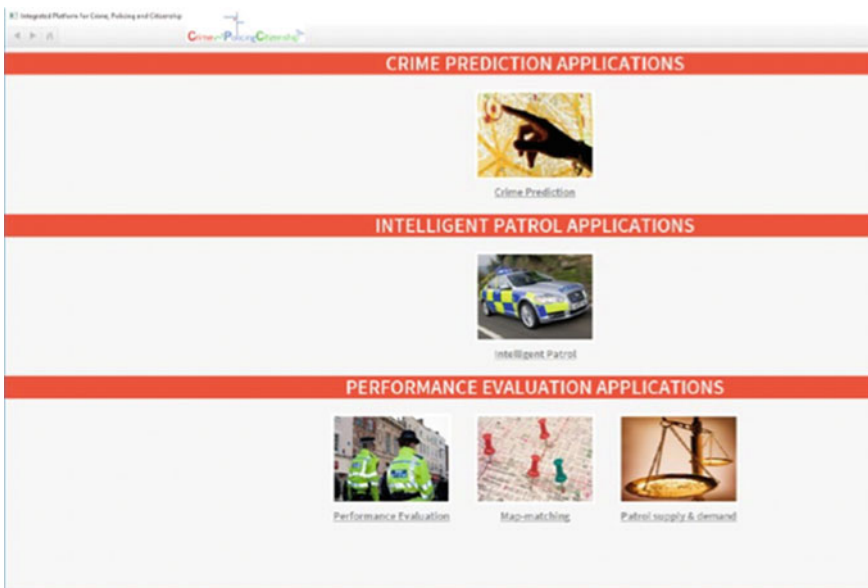 Integrated Platform for Crime, Policing and Citizenship
Crime Policing Citizenship
CRIME PREDICTION APPLICATIONS
Crime Prediction
INTELLIGENT PATROL APPLICATIONS
Intelligent Patrol
PERFORMANCE EVALUATION APPLICATIONS
Performance Evaluation Map-matching Patrol supply & demand